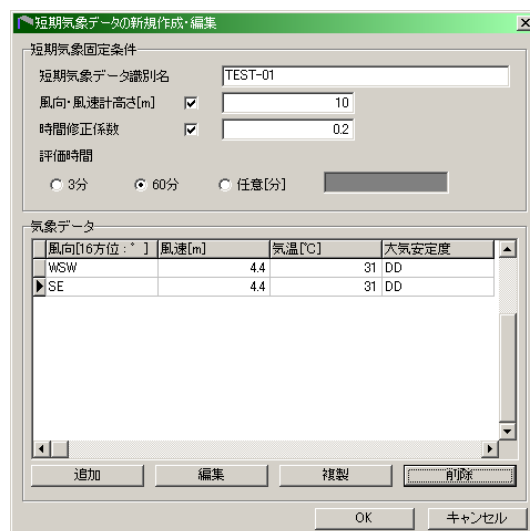 短期気象データの新規作成・編集
短期気象固定条件
短期気象データ識別名 TEST-01
風向・風速計高さ[m] 10
時間修正係数 0.2
評価時間
3分 60分 任意[分]
気象データ
風向[16方位:゜] 風速[m] 気温[℃] 大気安定度
WSW 4.4 31 DD
SE 4.4 31 DD
追加 編集 複製 削除
OK キャンセル